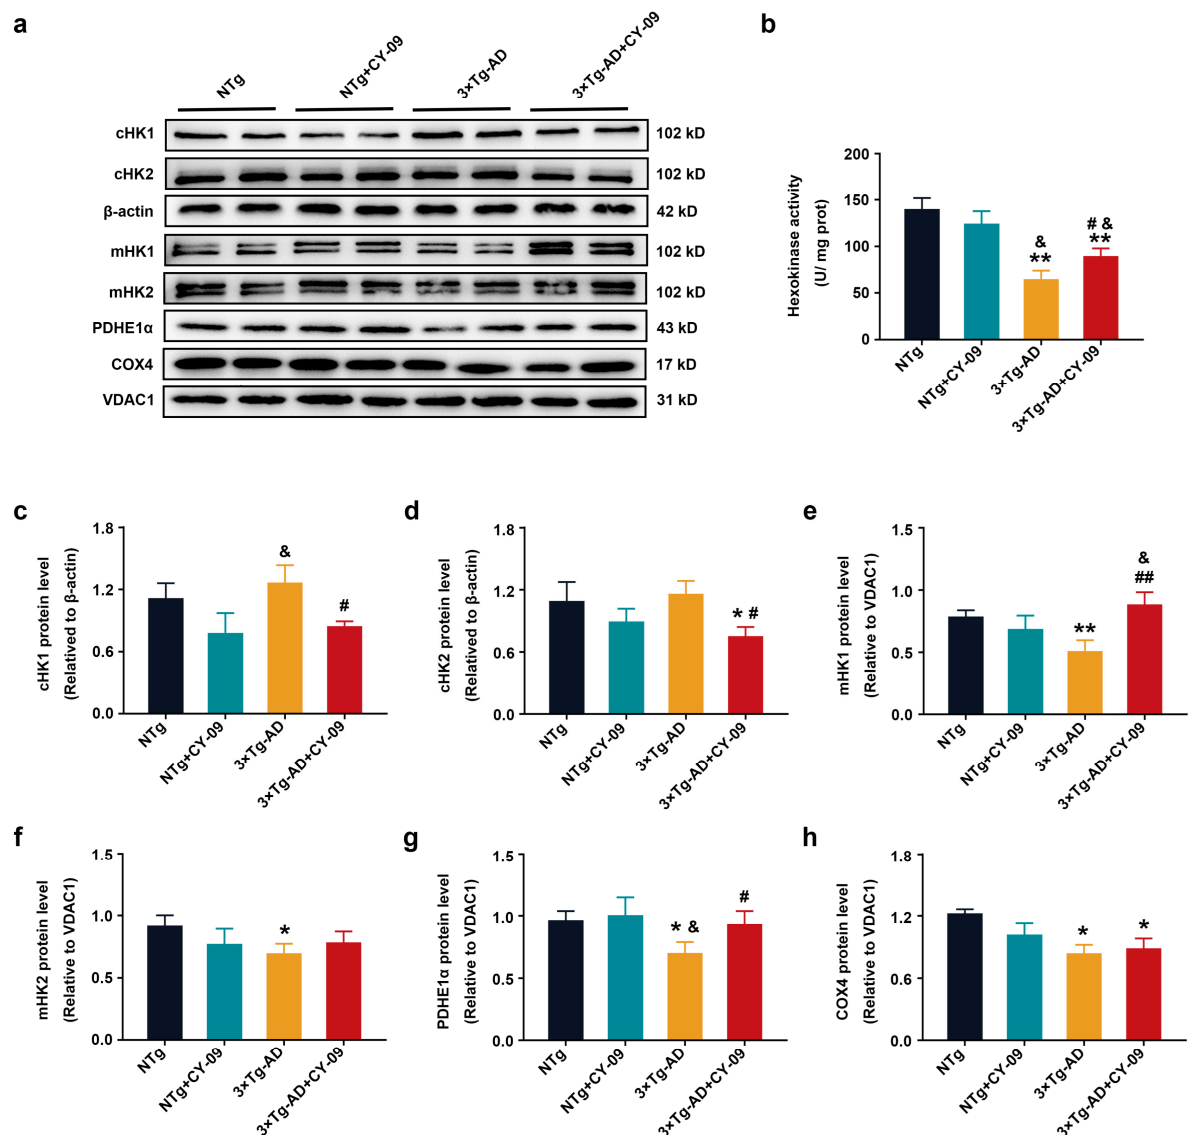 a
NTg
NTg+CY-09
3×Tg-AD
3×Tg-AD+CY-09
cHK1
102 kD
cHK2
102 kD
β-actin
42 kD
mHK1
102 kD
mHK2
102 kD
PDHE1α
43 kD
COX4
17 kD
VDAC1
31 kD
b
Hexokinase activity
(U/ mg prot)
200
150
100
50
0
&
**
# &
**
NTg
NTg+CY-09
3×Tg-AD
3×Tg-AD+CY-09
c
cHK1 protein level
(Relatived to β-actin)
1.8
1.2
0.6
0.0
&
#
NTg
NTg+CY-09
3×Tg-AD
3×Tg-AD+CY-09
d
cHK2 protein level
(Relatived to β-actin)
1.8
1.2
0.6
0.0
* #
NTg
NTg+CY-09
3×Tg-AD
3×Tg-AD+CY-09
e
mHK1 protein level
(Relative to VDAC1)
1.5
1.0
0.5
0.0
**
&
##
NTg
NTg+CY-09
3×Tg-AD
3×Tg-AD+CY-09
f
mHK2 protein level
(Relative to VDAC1)
1.5
1.0
0.5
0.0
*
NTg
NTg+CY-09
3×Tg-AD
3×Tg-AD+CY-09
g
PDHE1α protein level
(Relative to VDAC1)
1.5
1.0
0.5
0.0
* &
#
NTg
NTg+CY-09
3×Tg-AD
3×Tg-AD+CY-09
h
COX4 protein level
(Relative to VDAC1)
1.8
1.2
0.6
0.0
*
*
NTg
NTg+CY-09
3×Tg-AD
3×Tg-AD+CY-09